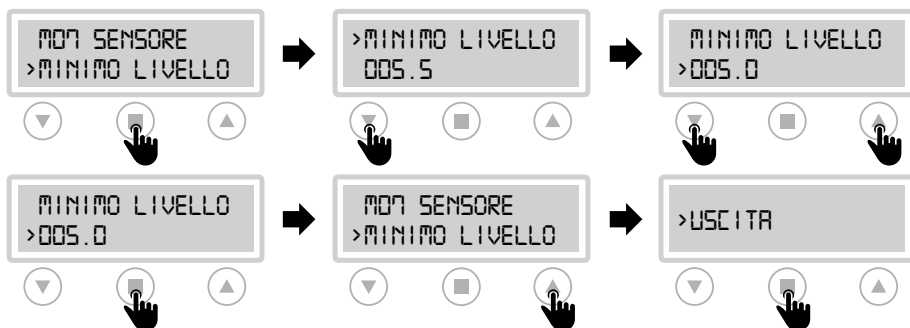 MOD SENSORE
>MINIMO LIVELLO
>MINIMO LIVELLO
005.5
MINIMO LIVELLO
>005.0
MINIMO LIVELLO
>005.0
MOD SENSORE
>MINIMO LIVELLO
>USCITA